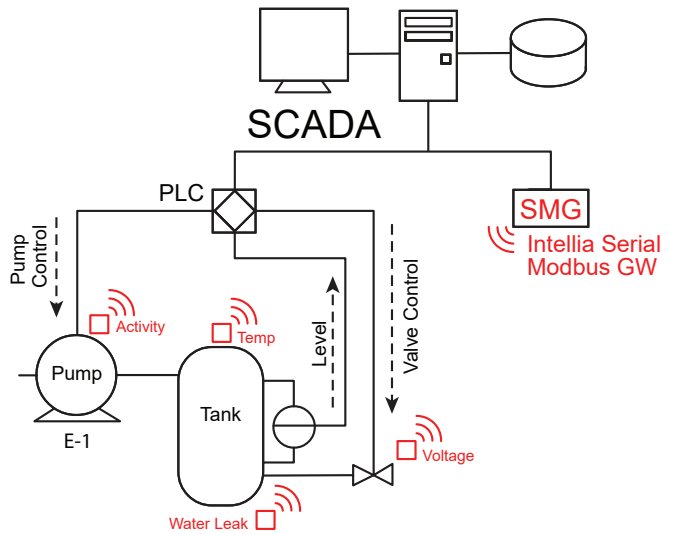 SCADA
PLC
SMG
Intellia Serial
Modbus GW
Pump
Control
Activity
Temp
Level
Valve Control
Pump
Tank
E-1
Voltage
Water Leak